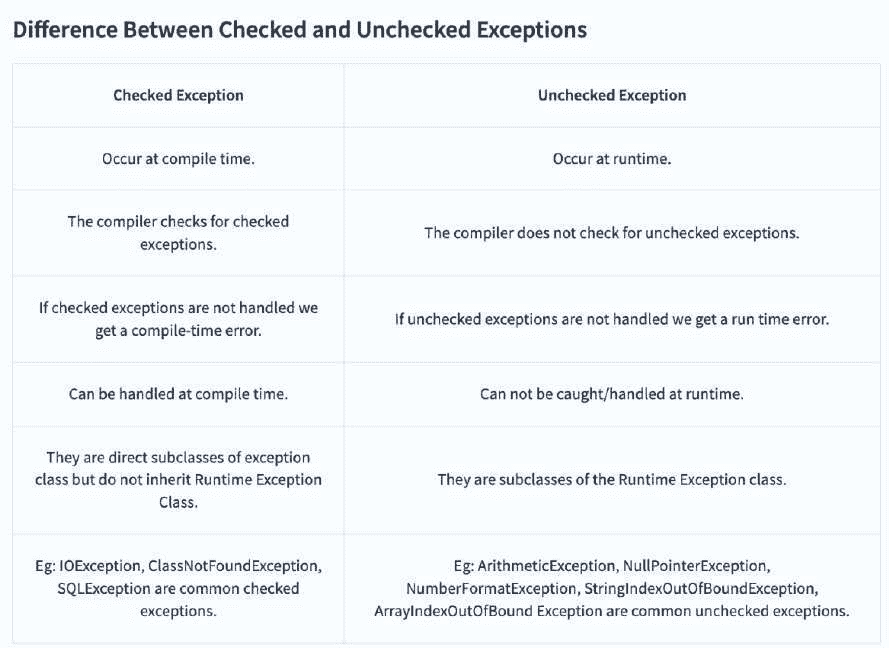 Difference Between Checked and Unchecked Exceptions
Checked Exception
Unchecked Exception
Occur at compile time.
Occur at runtime.
The compiler checks for checked
exceptions.
The compiler does not check for unchecked exceptions.
If checked exceptions are not handled we
get a compile-time error.
If unchecked exceptions are not handled we get a run time error.
Can be handled at compile time.
Can not be caught/handled at runtime.
They are direct subclasses of exception
class but do not inherit Runtime Exception
Class.
They are subclasses of the Runtime Exception class.
Eg: IOException, ClassNotFoundException,
SQLException are common checked
exceptions.
Eg: ArithmeticException, NullPointerException,
NumberFormatException, StringIndexOutOfBoundException,
ArrayIndexOutOfBound Exception are common unchecked exceptions.